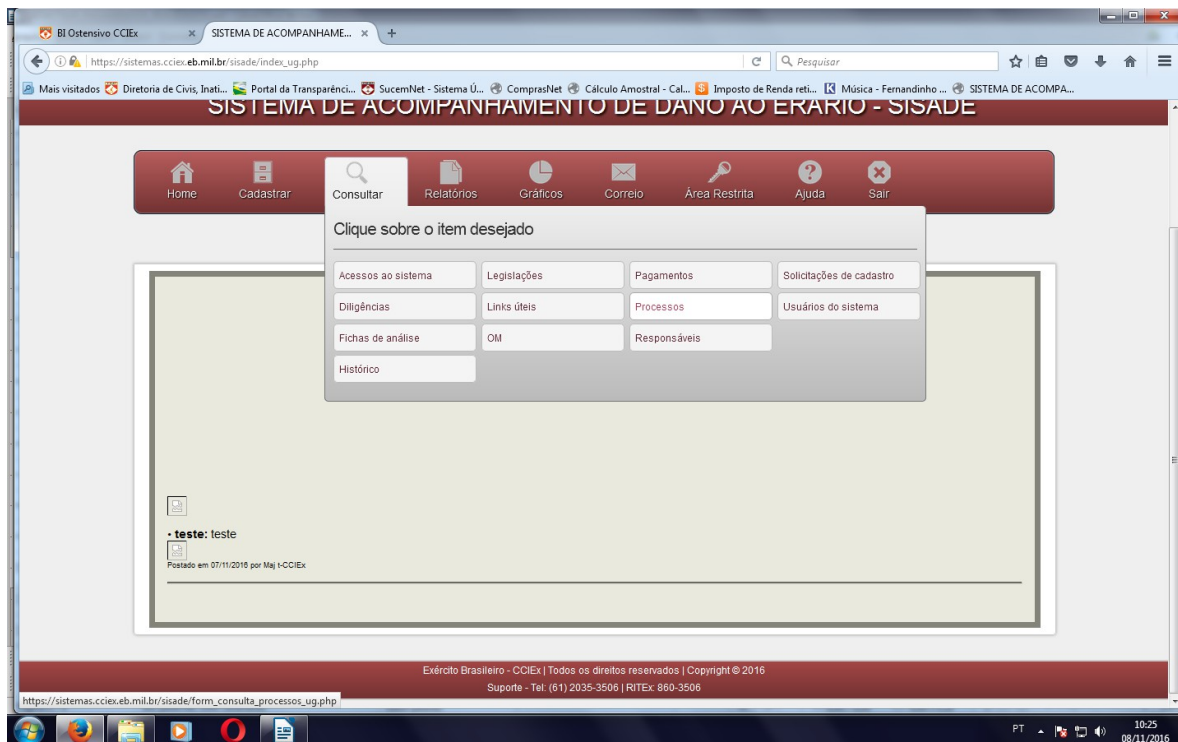 BI Ostensivo CCIEx × SISTEMA DE ACOMPANHAME... × +
https://sistemas.cciex.eb.mil.br/sisade/index_ug.php Pesquisar
Mais visitados Diretoria de Civis, Inati... Portal da Transparênci... SucemNet - Sistema Ú... ComprasNet Cálculo Amostral - Cal... Imposto de Renda reti... Música - Fernandinho ... SISTEMA DE ACOMPA...
SISTEMA DE ACOMPANHAMENTO DE DANO AO ERÁRIO - SISADE
Home Cadastrar Consultar Relatórios Gráficos Correio Área Restrita Ajuda Sair
Clique sobre o item desejado
Acessos ao sistema Legislações Pagamentos Solicitações de cadastro
Diligências Links úteis Processos Usuários do sistema
Fichas de análise OM Responsáveis
Histórico
• teste: teste
Postado em 07/11/2016 por Maj t-CCIEx
Exército Brasileiro - CCIEx | Todos os direitos reservados | Copyright © 2016
Suporte - Tel: (61) 2035-3506 | RITEx: 860-3506
https://sistemas.cciex.eb.mil.br/sisade/form_consulta_processos_ug.php
PT 10:25
08/11/2016